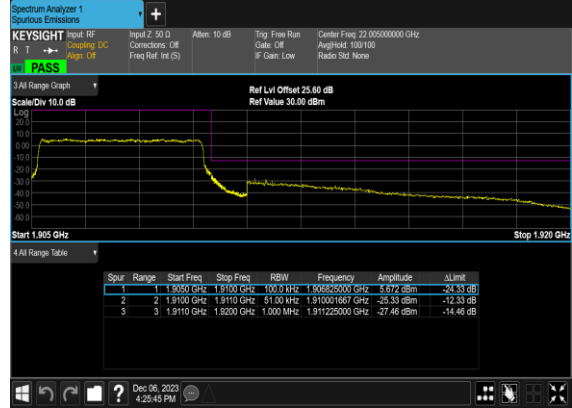 Spectrum Analyzer 1
Spurious Emissions
+
KEYSIGHT Input: RF Input Z: 50 Ω Atten: 10 dB Trig: Free Run Center Freq: 22.005000000 GHz
R T Coupling: DC Corrections: Off Gate: Off Avg|Hold: 100/100
Align: Off Freq Ref: Int (S) IF Gain: Low Radio Std: None
LW PASS
3 All Range Graph
Ref Lvl Offset 25.60 dB
Scale/Div 10.0 dB Ref Value 30.00 dBm
Log
20.0
10.0
0.00
-10.0
-20.0
-30.0
-40.0
-50.0
-60.0
Start 1.905 GHz Stop 1.920 GHz
4 All Range Table
Spur Range Start Freq Stop Freq RBW Frequency Amplitude ΔLimit
1 1 1.9050 GHz 1.9100 GHz 100.0 kHz 1.906825000 GHz 5.672 dBm -24.33 dB
2 2 1.9100 GHz 1.9110 GHz 51.00 kHz 1.910001667 GHz -25.33 dBm -12.33 dB
3 3 1.9110 GHz 1.9200 GHz 1.000 MHz 1.911225000 GHz -27.46 dBm -14.46 dB
? Dec 06, 2023
4:25:45 PM